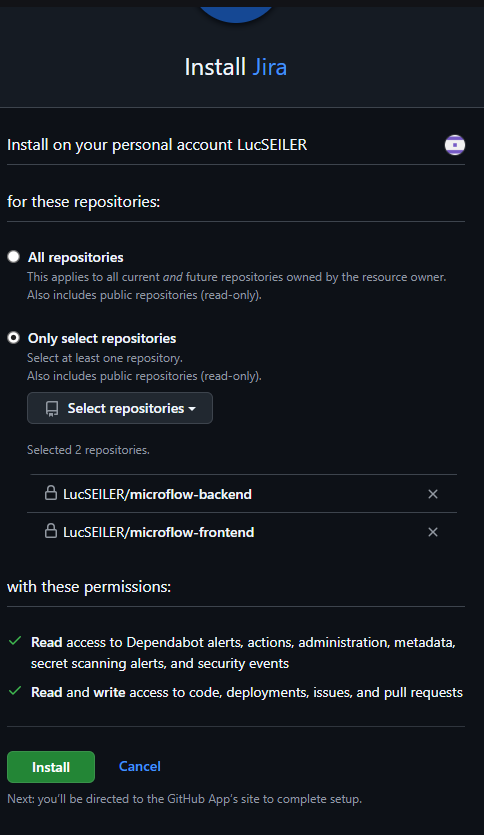 Install Jira
Install on your personal account LucSEILER
for these repositories:
All repositories
This applies to all current and future repositories owned by the resource owner.
Also includes public repositories (read-only).
Only select repositories
Select at least one repository.
Also includes public repositories (read-only).
Select repositories
Selected 2 repositories.
LucSEILER/microflow-backend
LucSEILER/microflow-frontend
with these permissions:
Read access to Dependabot alerts, actions, administration, metadata,
secret scanning alerts, and security events
Read and write access to code, deployments, issues, and pull requests
Install Cancel
Next: you'll be directed to the GitHub App's site to complete setup.